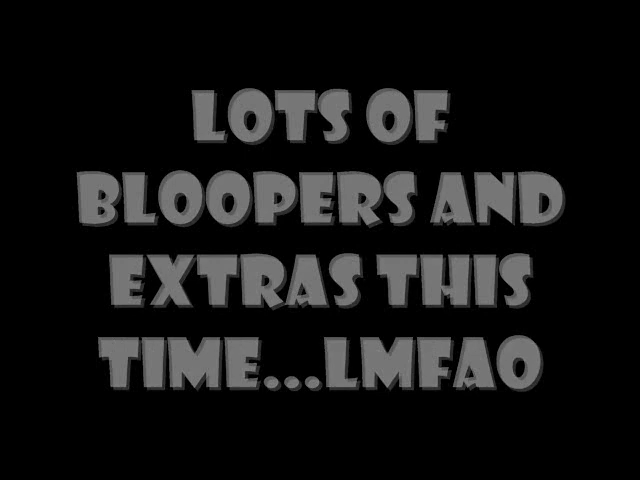 LOTS OF
BLOOPERS AND
EXTRAS THIS
TIME...LMFAO